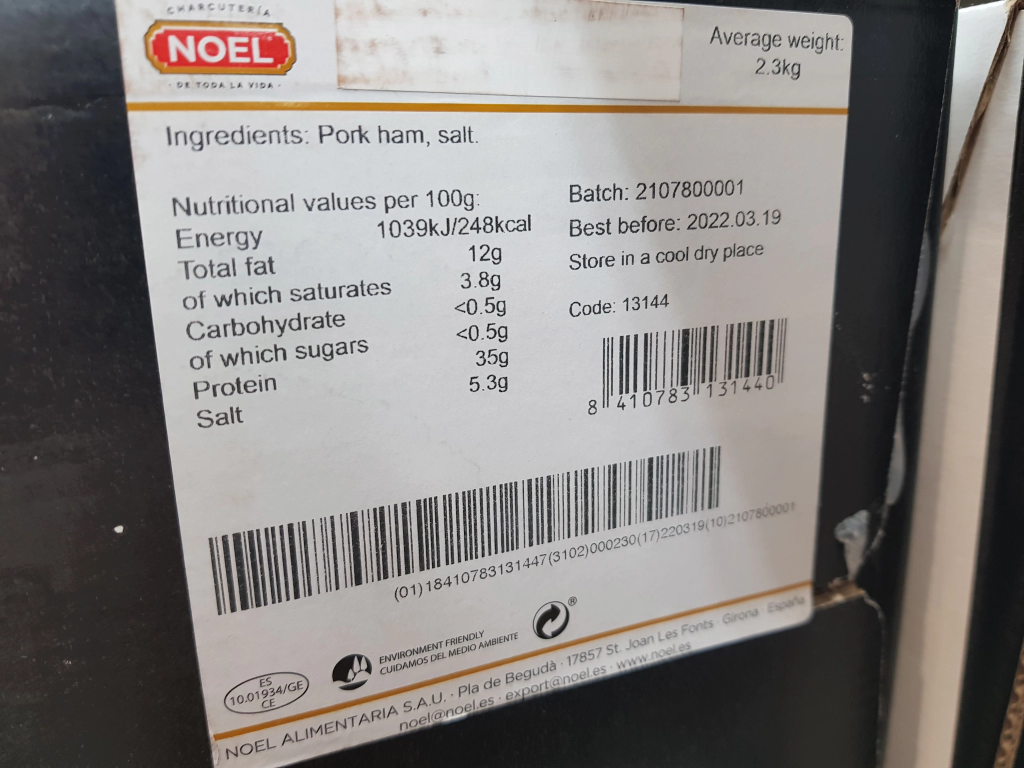 CHARCUTERÍA
NOEL
· DE TODA LA VIDA ·
Average weight:
2.3kg
Ingredients: Pork ham, salt.
Nutritional values per 100g:
Energy 1039kJ/248kcal
Total fat 12g
of which saturates 3.8g
Carbohydrate <0.5g
of which sugars <0.5g
Protein 35g
Salt 5.3g
Batch: 2107800001
Best before: 2022.03.19
Store in a cool dry place
Code: 13144
8 410783 131440
(01)18410783131447(3102)000230(17)220319(10)2107800001
ES
10.01934/GE
CE
ENVIRONMENT FRIENDLY
CUIDAMOS DEL MEDIO AMBIENTE
®
NOEL ALIMENTARIA S.A.U. · Pla de Begudà · 17857 St. Joan Les Fonts · Girona · España
noel@noel.es · export@noel.es · www.noel.es